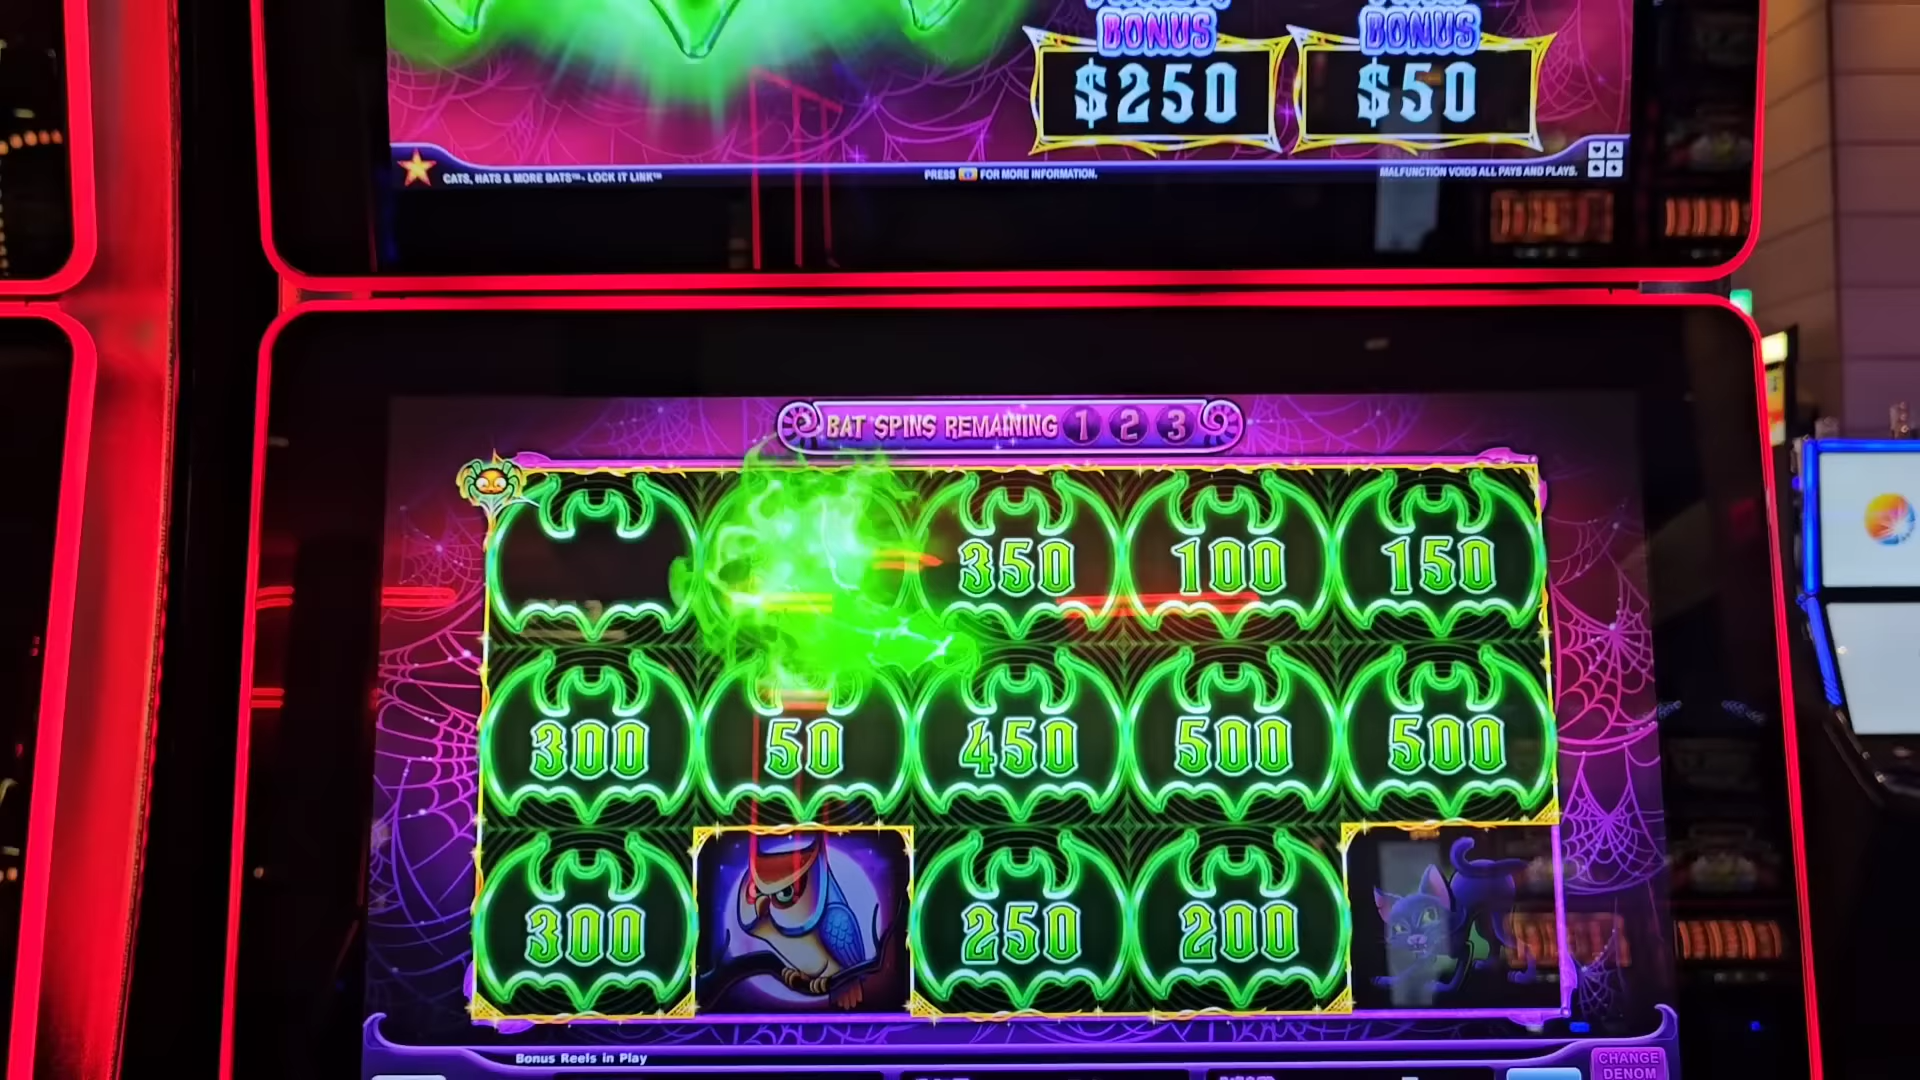 BONUS BONUS
$250 $50
CATS, HATS & MORE BATS™ - LOCK IT LINK™
PRESS FOR MORE INFORMATION.
MALFUNCTION VOIDS ALL PAYS AND PLAYS.
BAT SPINS REMAINING 1 2 3
350 100 150
300 50 450 500 500
300 250 200
Bonus Reels in Play
CHANGE
DENOM